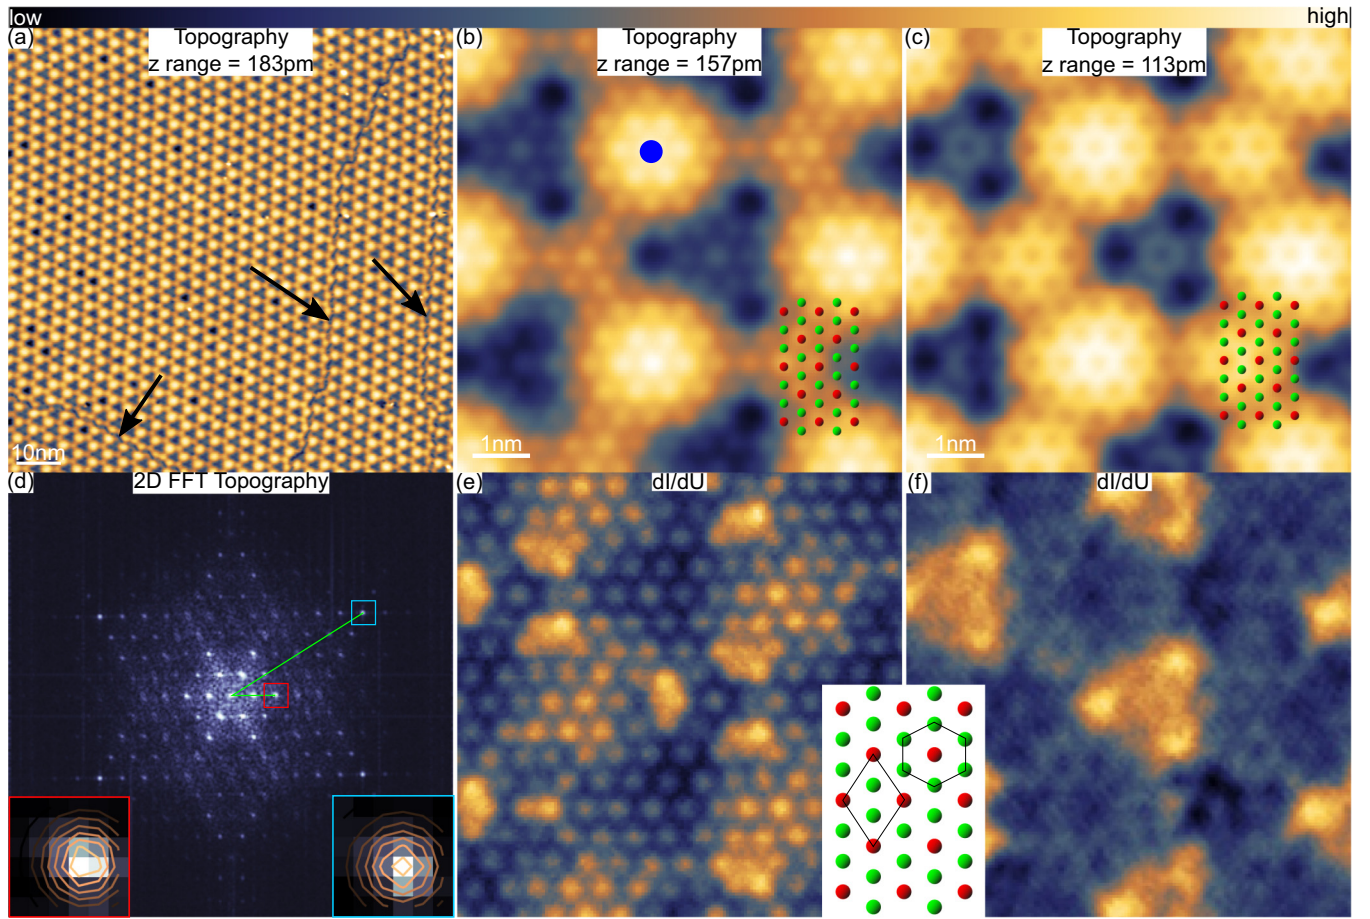 low high
(a) Topography
z range = 183pm
(b) Topography
z range = 157pm
(c) Topography
z range = 113pm
10nm
1nm
1nm
(d) 2D FFT Topography
(e) dI/dU
(f) dI/dU